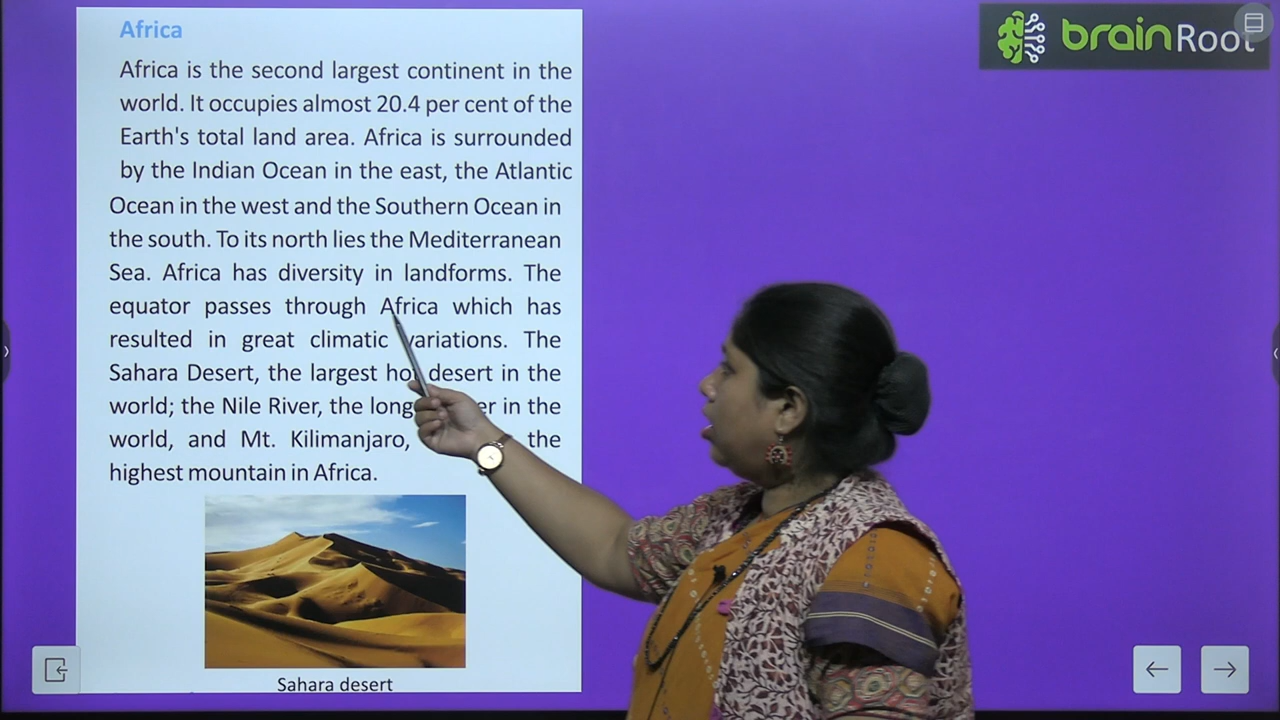 Africa
brainRoot
Africa is the second largest continent in the
world. It occupies almost 20.4 per cent of the
Earth's total land area. Africa is surrounded
by the Indian Ocean in the east, the Atlantic
Ocean in the west and the Southern Ocean in
the south. To its north lies the Mediterranean
Sea. Africa has diversity in landforms. The
equator passes through Africa which has
resulted in great climatic variations. The
Sahara Desert, the largest hot desert in the
world; the Nile River, the in the
world, and Mt. Kilimanjaro, the
highest mountain in Africa.
Sahara desert